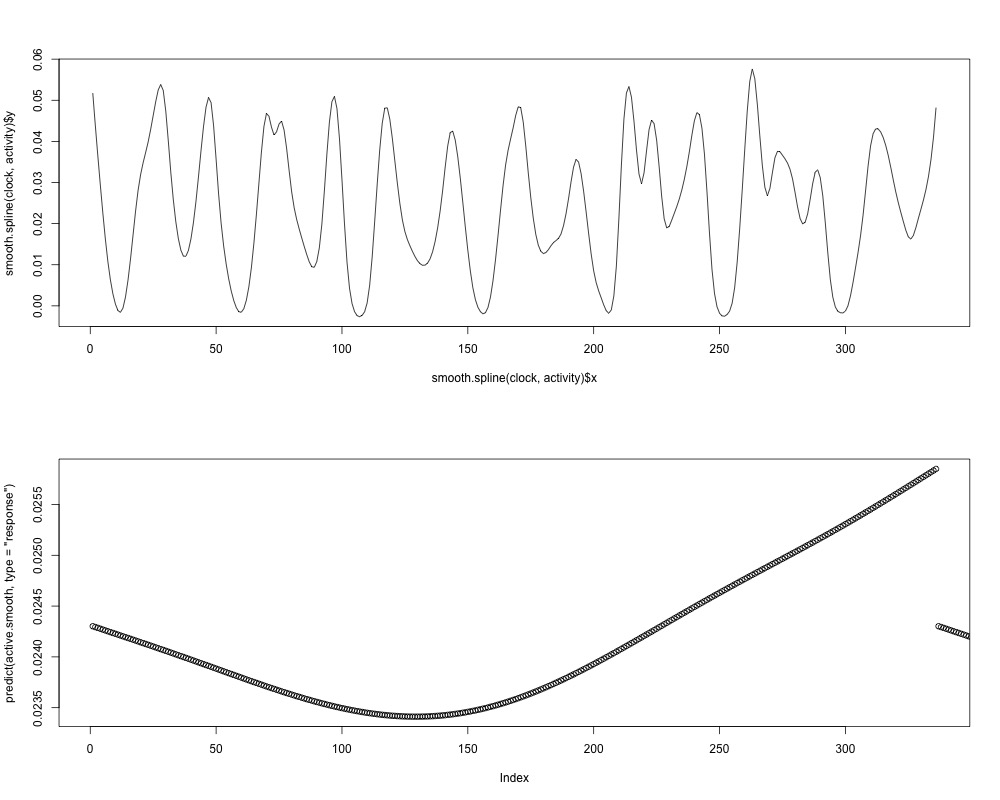 smooth.spline(clock, activity)$y
0.06
0.05
0.04
0.03
0.02
0.01
0.00
0 50 100 150 200 250 300
smooth.spline(clock, activity)$x
predict(active.smooth, type = "response")
0.0255
0.0250
0.0245
0.0240
0.0235
0 50 100 150 200 250 300
Index